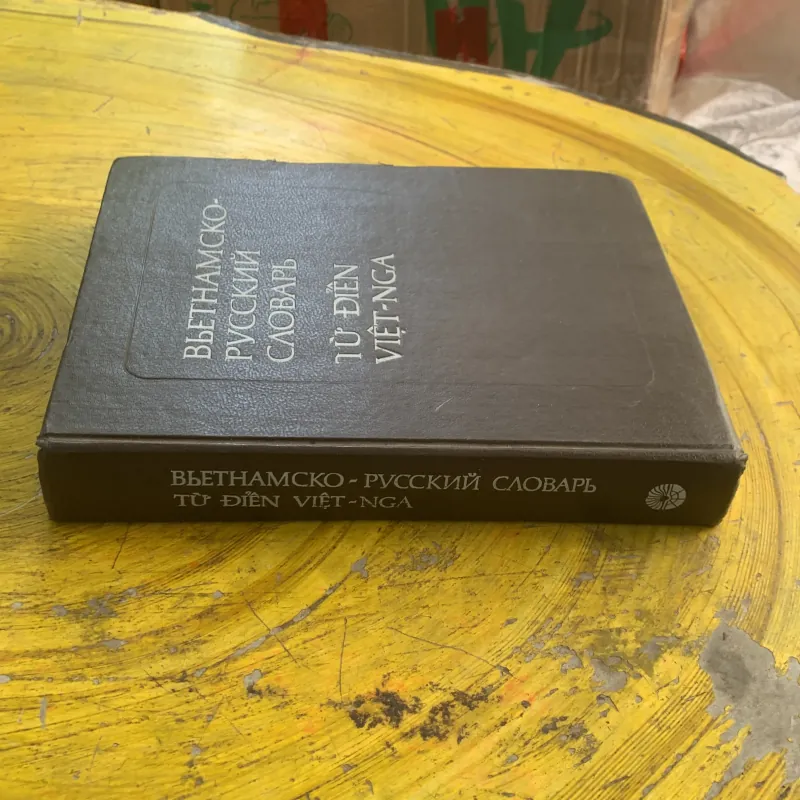 ВЬЕТНАМСКО-
РУССКИЙ
СЛОВАРЬ
TỪ ĐIỂN
VIỆT-NGA
ВЬЕТНАМСКО-РУССКИЙ СЛОВАРЬ
TỪ ĐIỂN VIỆT-NGA